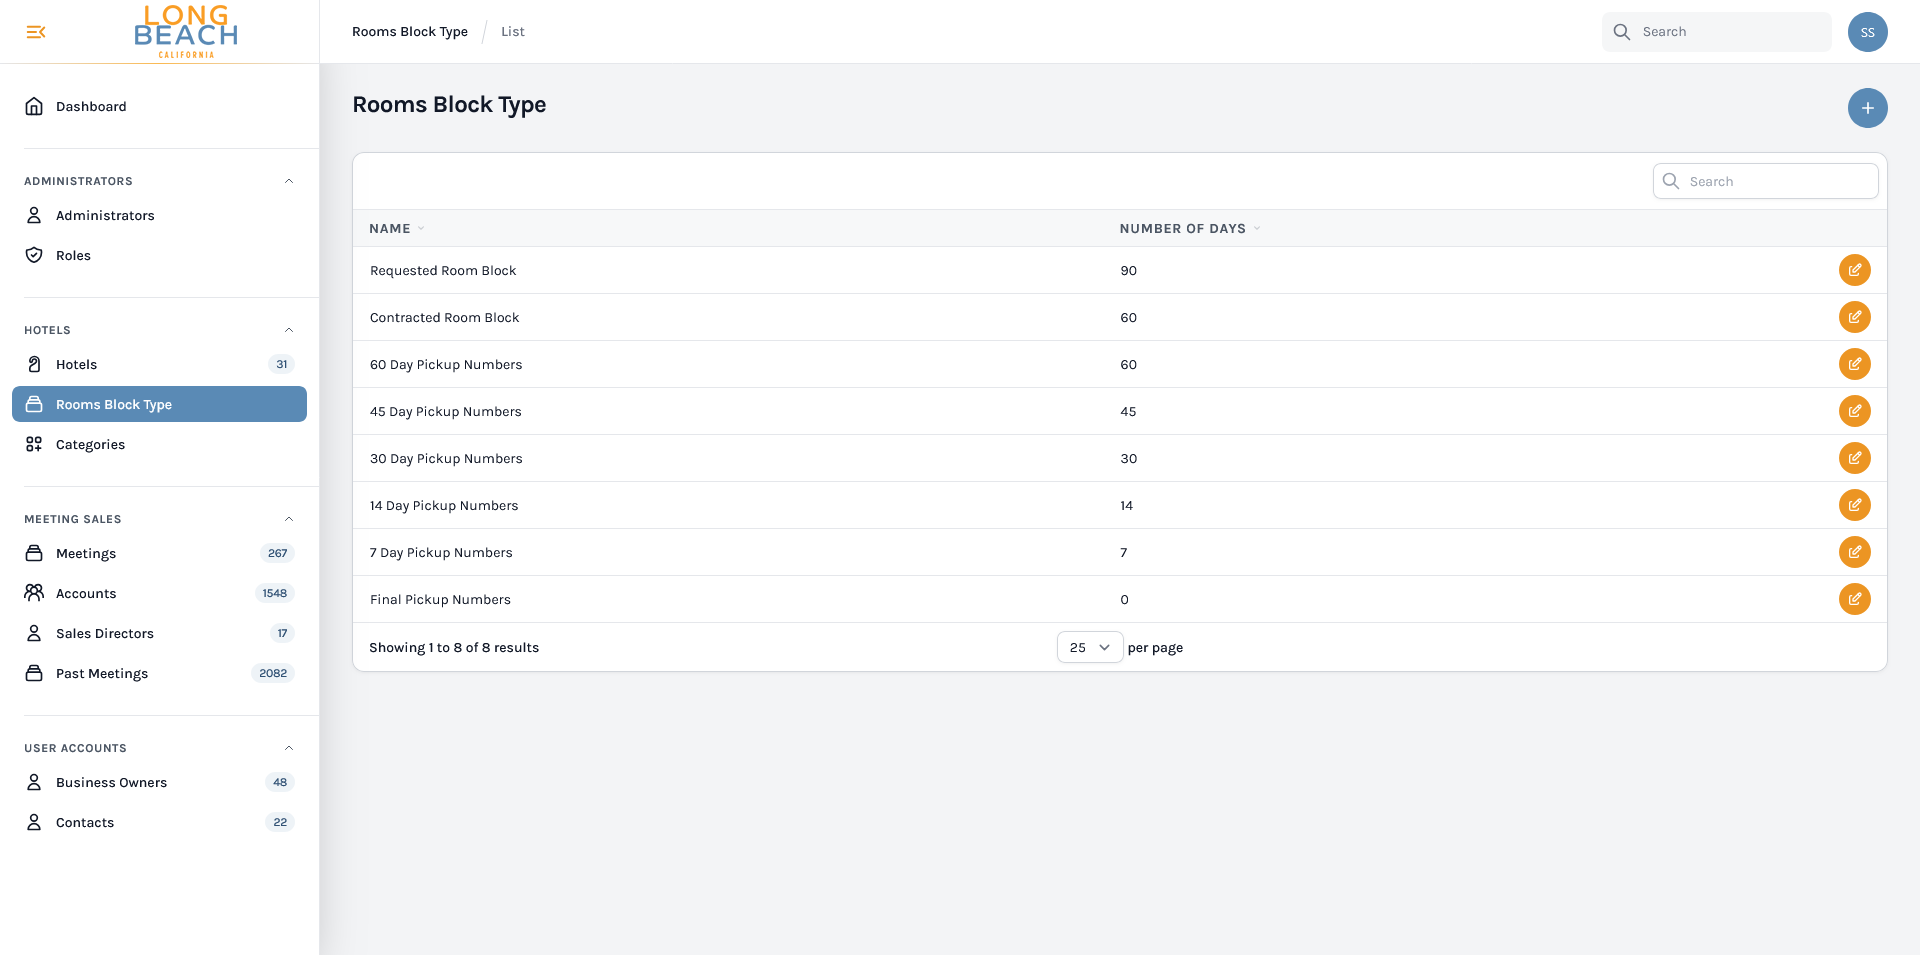 LONG
BEACH
CALIFORNIA
Rooms Block Type / List
Search
SS
Dashboard
ADMINISTRATORS
Administrators
Roles
HOTELS
Hotels 31
Rooms Block Type
Categories
MEETING SALES
Meetings 267
Accounts 1548
Sales Directors 17
Past Meetings 2082
USER ACCOUNTS
Business Owners 48
Contacts 22
Rooms Block Type
Search
NAME NUMBER OF DAYS
Requested Room Block 90
Contracted Room Block 60
60 Day Pickup Numbers 60
45 Day Pickup Numbers 45
30 Day Pickup Numbers 30
14 Day Pickup Numbers 14
7 Day Pickup Numbers 7
Final Pickup Numbers 0
Showing 1 to 8 of 8 results 25 per page